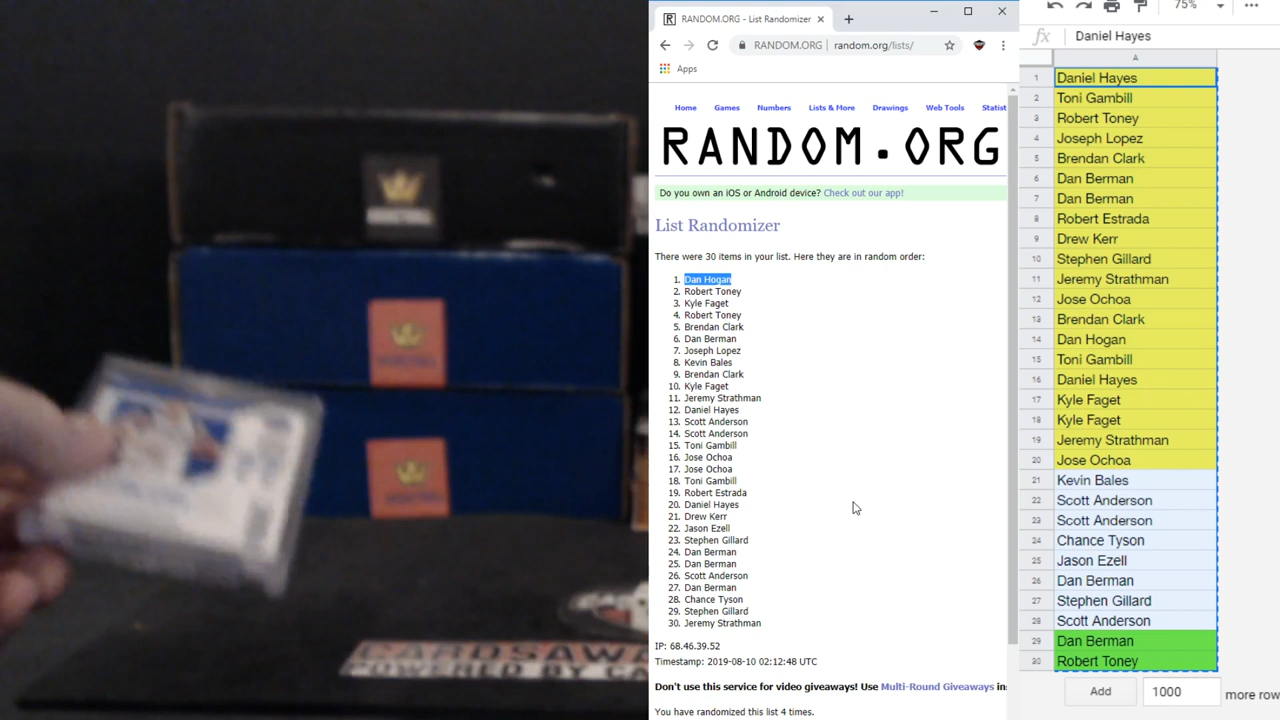 RANDOM.ORG - List Randomizer
RANDOM.ORG random.org/lists/
Apps
Home Games Numbers Lists & More Drawings Web Tools Statist
RANDOM.ORG
Do you own an iOS or Android device? Check out our app!
List Randomizer
There were 30 items in your list. Here they are in random order:
1. Dan Hogan
2. Robert Toney
3. Kyle Faget
4. Robert Toney
5. Brendan Clark
6. Dan Berman
7. Joseph Lopez
8. Kevin Bales
9. Brendan Clark
10. Kyle Faget
11. Jeremy Strathman
12. Daniel Hayes
13. Scott Anderson
14. Scott Anderson
15. Toni Gambill
16. Jose Ochoa
17. Jose Ochoa
18. Toni Gambill
19. Robert Estrada
20. Daniel Hayes
21. Drew Kerr
22. Jason Ezell
23. Stephen Gillard
24. Dan Berman
25. Dan Berman
26. Scott Anderson
27. Dan Berman
28. Chance Tyson
29. Stephen Gillard
30. Jeremy Strathman
IP: 68.46.39.52
Timestamp: 2019-08-10 02:12:48 UTC
Don't use this service for video giveaways! Use Multi-Round Giveaways in
You have randomized this list 4 times.
75%
fx Daniel Hayes
A
1 Daniel Hayes
2 Toni Gambill
3 Robert Toney
4 Joseph Lopez
5 Brendan Clark
6 Dan Berman
7 Dan Berman
8 Robert Estrada
9 Drew Kerr
10 Stephen Gillard
11 Jeremy Strathman
12 Jose Ochoa
13 Brendan Clark
14 Dan Hogan
15 Toni Gambill
16 Daniel Hayes
17 Kyle Faget
18 Kyle Faget
19 Jeremy Strathman
20 Jose Ochoa
21 Kevin Bales
22 Scott Anderson
23 Scott Anderson
24 Chance Tyson
25 Jason Ezell
26 Dan Berman
27 Stephen Gillard
28 Scott Anderson
29 Dan Berman
30 Robert Toney
Add 1000 more row